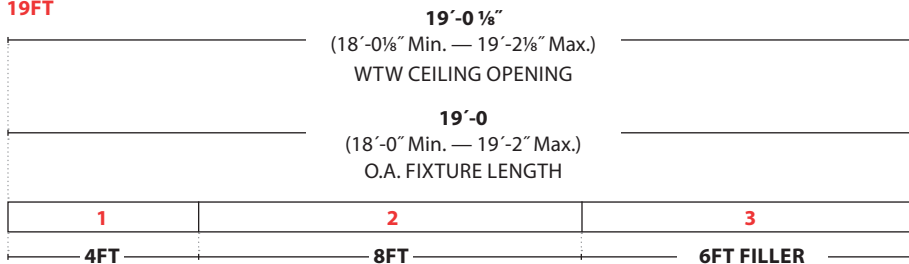 19FT
19´-0 ⅛˝
(18´-0⅛˝ Min. — 19´-2⅛˝ Max.)
WTW CEILING OPENING
19´-0
(18´-0˝ Min. — 19´-2˝ Max.)
O.A. FIXTURE LENGTH
1 2 3
4FT 8FT 6FT FILLER